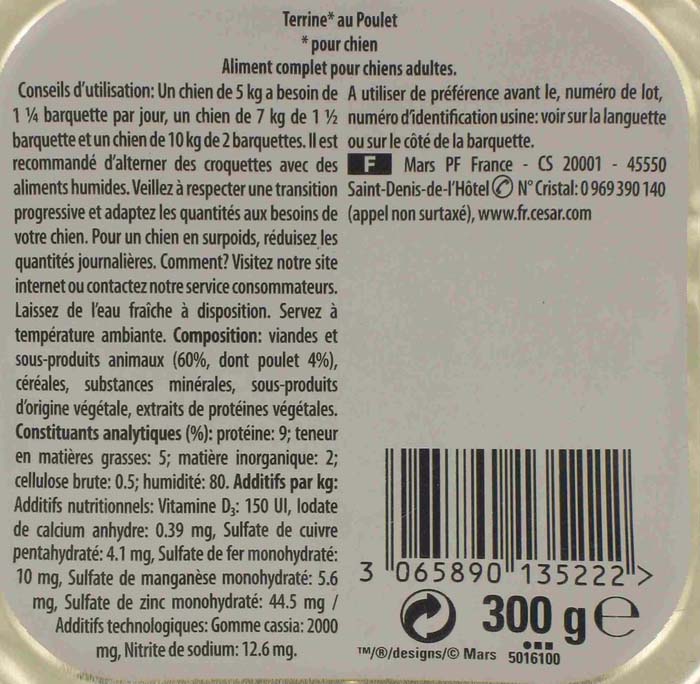 Terrine* au Poulet
* pour chien
Aliment complet pour chiens adultes.
Conseils d'utilisation: Un chien de 5 kg a besoin de
1 ¼ barquette par jour, un chien de 7 kg de 1 ½
barquette et un chien de 10 kg de 2 barquettes. Il est
recommandé d'alterner des croquettes avec des
aliments humides. Veillez à respecter une transition
progressive et adaptez les quantités aux besoins de
votre chien. Pour un chien en surpoids, réduisez les
quantités journalières. Comment? Visitez notre site
internet ou contactez notre service consommateurs.
Laissez de l'eau fraîche à disposition. Servez à
température ambiante. Composition: viandes et
sous-produits animaux (60%, dont poulet 4%),
céréales, substances minérales, sous-produits
d'origine végétale, extraits de protéines végétales.
Constituants analytiques (%): protéine: 9; teneur
en matières grasses: 5; matière inorganique: 2;
cellulose brute: 0.5; humidité: 80. Additifs par kg:
Additifs nutritionnels: Vitamine D₃: 150 UI, Iodate
de calcium anhydre: 0.39 mg, Sulfate de cuivre
pentahydraté: 4.1 mg, Sulfate de fer monohydraté:
10 mg, Sulfate de manganèse monohydraté: 5.6
mg, Sulfate de zinc monohydraté: 44.5 mg /
Additifs technologiques: Gomme cassia: 2000
mg, Nitrite de sodium: 12.6 mg.
A utiliser de préférence avant le, numéro de lot,
numéro d'identification usine: voir sur la languette
ou sur le côté de la barquette.
F Mars PF France - CS 20001 - 45550
Saint-Denis-de-l'Hôtel ✆ N° Cristal: 0 969 390 140
(appel non surtaxé), www.fr.cesar.com
3 065890 135222 >
300 g ℮
TM/®/designs/© Mars 5016100